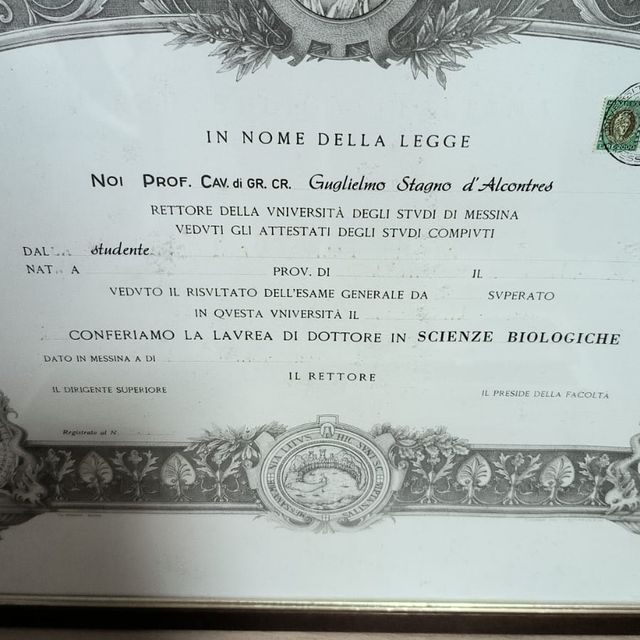 IN NOME DELLA LEGGE
NOI PROF. CAV. di GR. CR. Guglielmo Stagno d'Alcontres
RETTORE DELLA VNIVERSITÀ DEGLI STVDI DI MESSINA
VEDVTI GLI ATTESTATI DEGLI STVDI COMPIVTI
studente
A PROV. DI IL
VEDVTO IL RISVLTATO DELL'ESAME GENERALE DA SVPERATO
IN QVESTA VNIVERSITÀ IL
CONFERIAMO LA LAVREA DI DOTTORE IN SCIENZE BIOLOGICHE
DATO IN MESSINA A DI
IL RETTORE
IL DIRIGENTE SUPERIORE IL PRESIDE DELLA FACOLTÀ
Registrato al N.